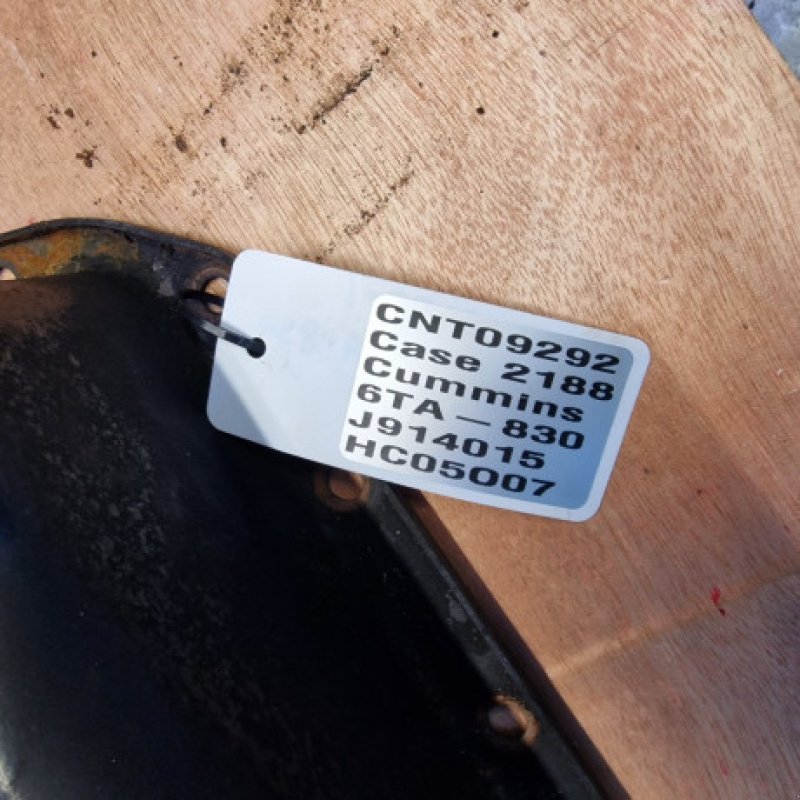 CNT09292
Case 2188
Cummins
6TA - 830
J914015
HC05007